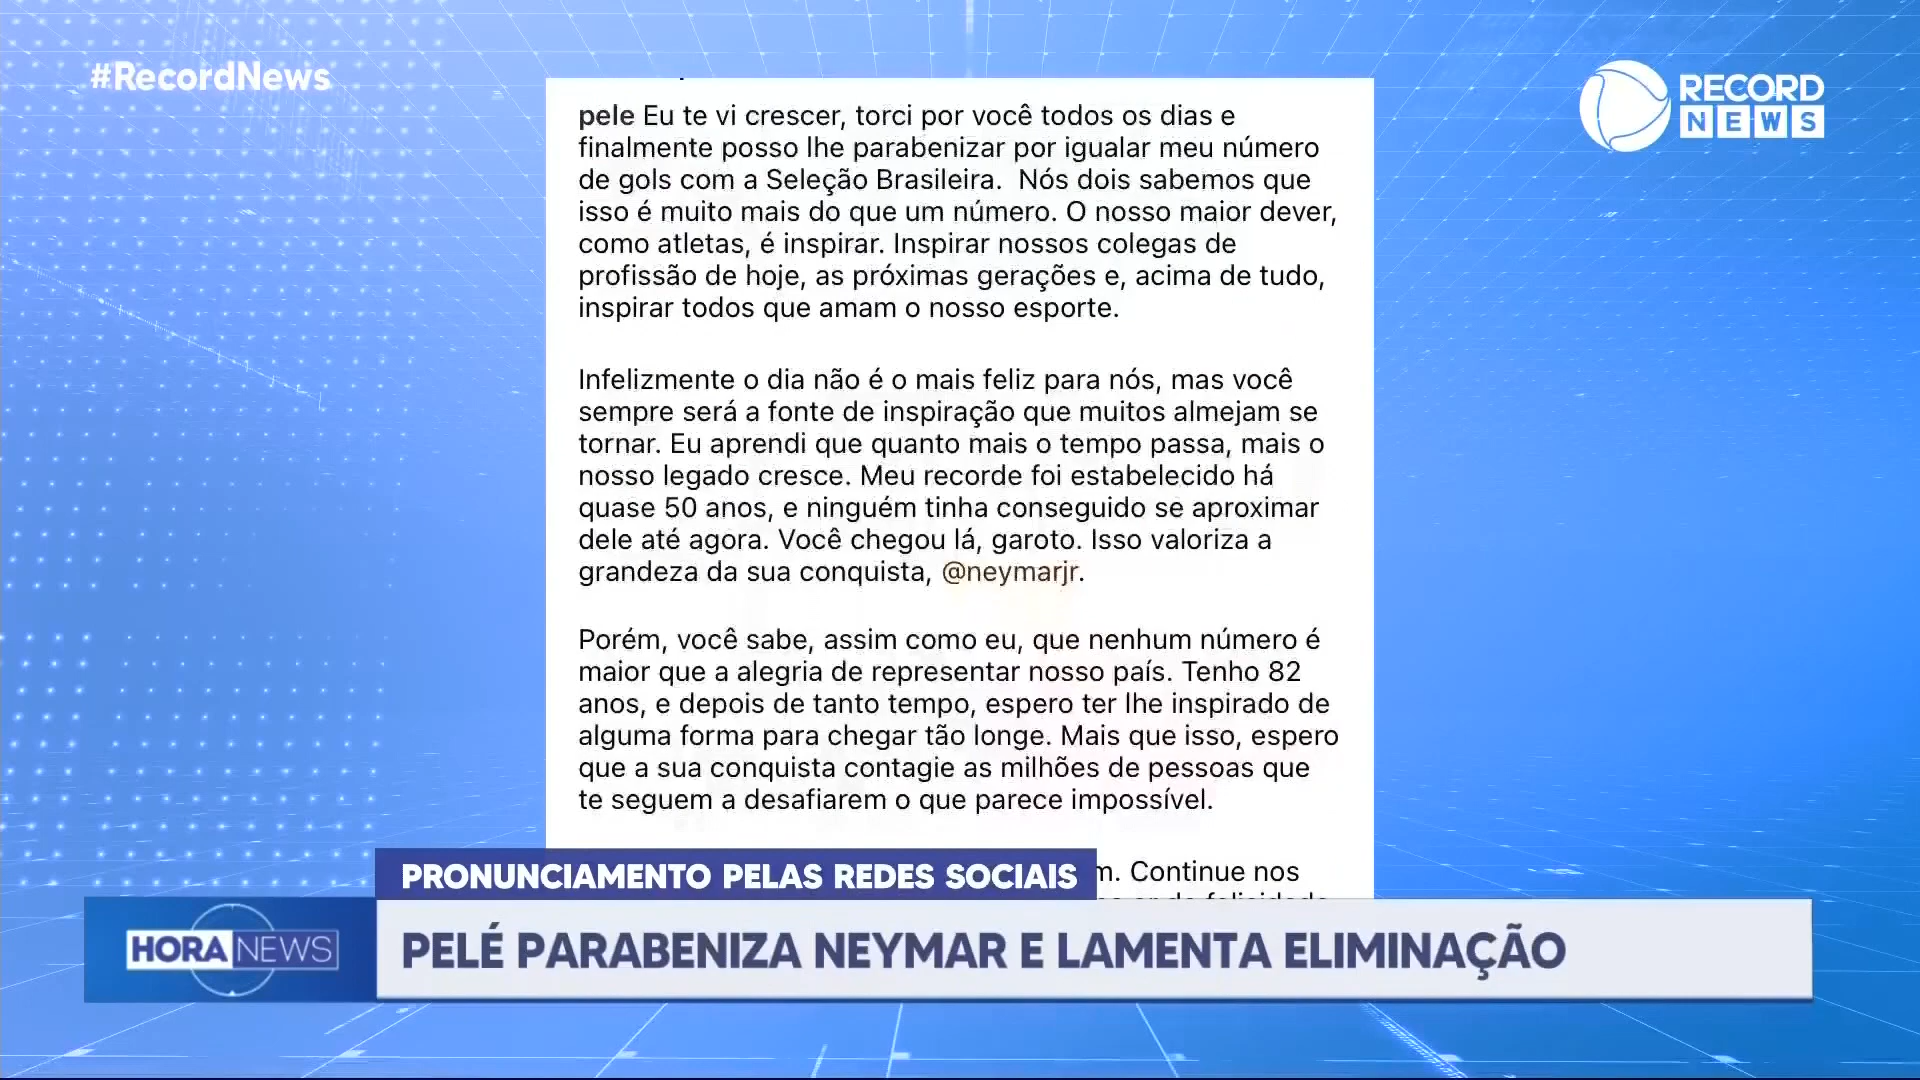 #RecordNews
RECORD
NEWS
pele Eu te vi crescer, torci por você todos os dias e
finalmente posso lhe parabenizar por igualar meu número
de gols com a Seleção Brasileira.  Nós dois sabemos que
isso é muito mais do que um número. O nosso maior dever,
como atletas, é inspirar. Inspirar nossos colegas de
profissão de hoje, as próximas gerações e, acima de tudo,
inspirar todos que amam o nosso esporte.
Infelizmente o dia não é o mais feliz para nós, mas você
sempre será a fonte de inspiração que muitos almejam se
tornar. Eu aprendi que quanto mais o tempo passa, mais o
nosso legado cresce. Meu recorde foi estabelecido há
quase 50 anos, e ninguém tinha conseguido se aproximar
dele até agora. Você chegou lá, garoto. Isso valoriza a
grandeza da sua conquista, @neymarjr.
Porém, você sabe, assim como eu, que nenhum número é
maior que a alegria de representar nosso país. Tenho 82
anos, e depois de tanto tempo, espero ter lhe inspirado de
alguma forma para chegar tão longe. Mais que isso, espero
que a sua conquista contagie as milhões de pessoas que
te seguem a desafiarem o que parece impossível.
m. Continue nos
PRONUNCIAMENTO PELAS REDES SOCIAIS
HORA NEWS
PELÉ PARABENIZA NEYMAR E LAMENTA ELIMINAÇÃO